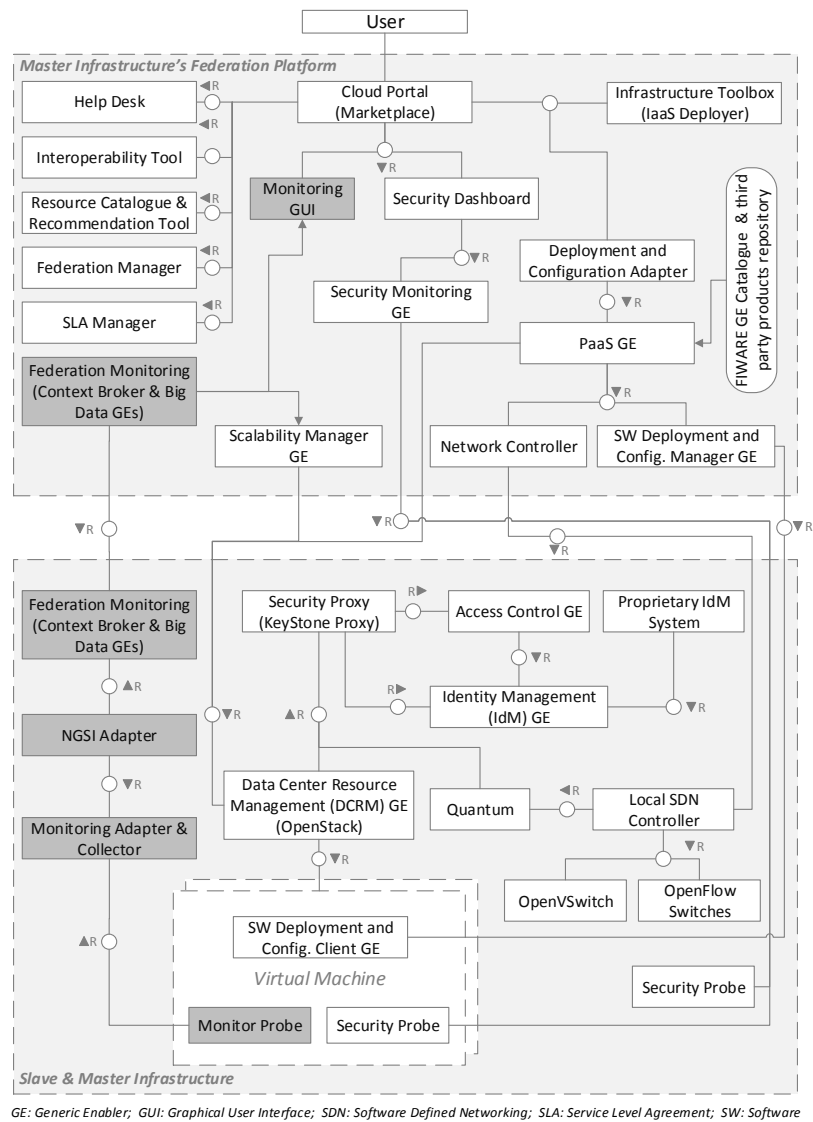 User
Master Infrastructure's Federation Platform
Help Desk
R
Cloud Portal
(Marketplace)
Infrastructure Toolbox
(IaaS Deployer)
R
Interoperability Tool
R
Monitoring
GUI
Security Dashboard
Resource Catalogue &
Recommendation Tool
R
FIWARE GE Catalogue & third
party products repository
Federation Manager
R
R
Deployment and
Configuration Adapter
Security Monitoring
GE
SLA Manager
R
R
PaaS GE
Federation Monitoring
(Context Broker & Big
Data GEs)
R
Scalability Manager
GE
Network Controller
SW Deployment and
Config. Manager GE
R
R
R
R
Federation Monitoring
(Context Broker & Big
Data GEs)
Security Proxy
(KeyStone Proxy)
R
Access Control GE
Proprietary IdM
System
R
R
R
Identity Management
(IdM) GE
R
NGSI Adapter
R
R
R
Data Center Resource
Management (DCRM) GE
(OpenStack)
Quantum
R
Local SDN
Controller
Monitoring Adapter &
Collector
R
R
OpenVSwitch
OpenFlow
Switches
R
SW Deployment and
Config. Client GE
Virtual Machine
Security Probe
Monitor Probe
Security Probe
Slave & Master Infrastructure
GE: Generic Enabler; GUI: Graphical User Interface; SDN: Software Defined Networking; SLA: Service Level Agreement; SW: Software